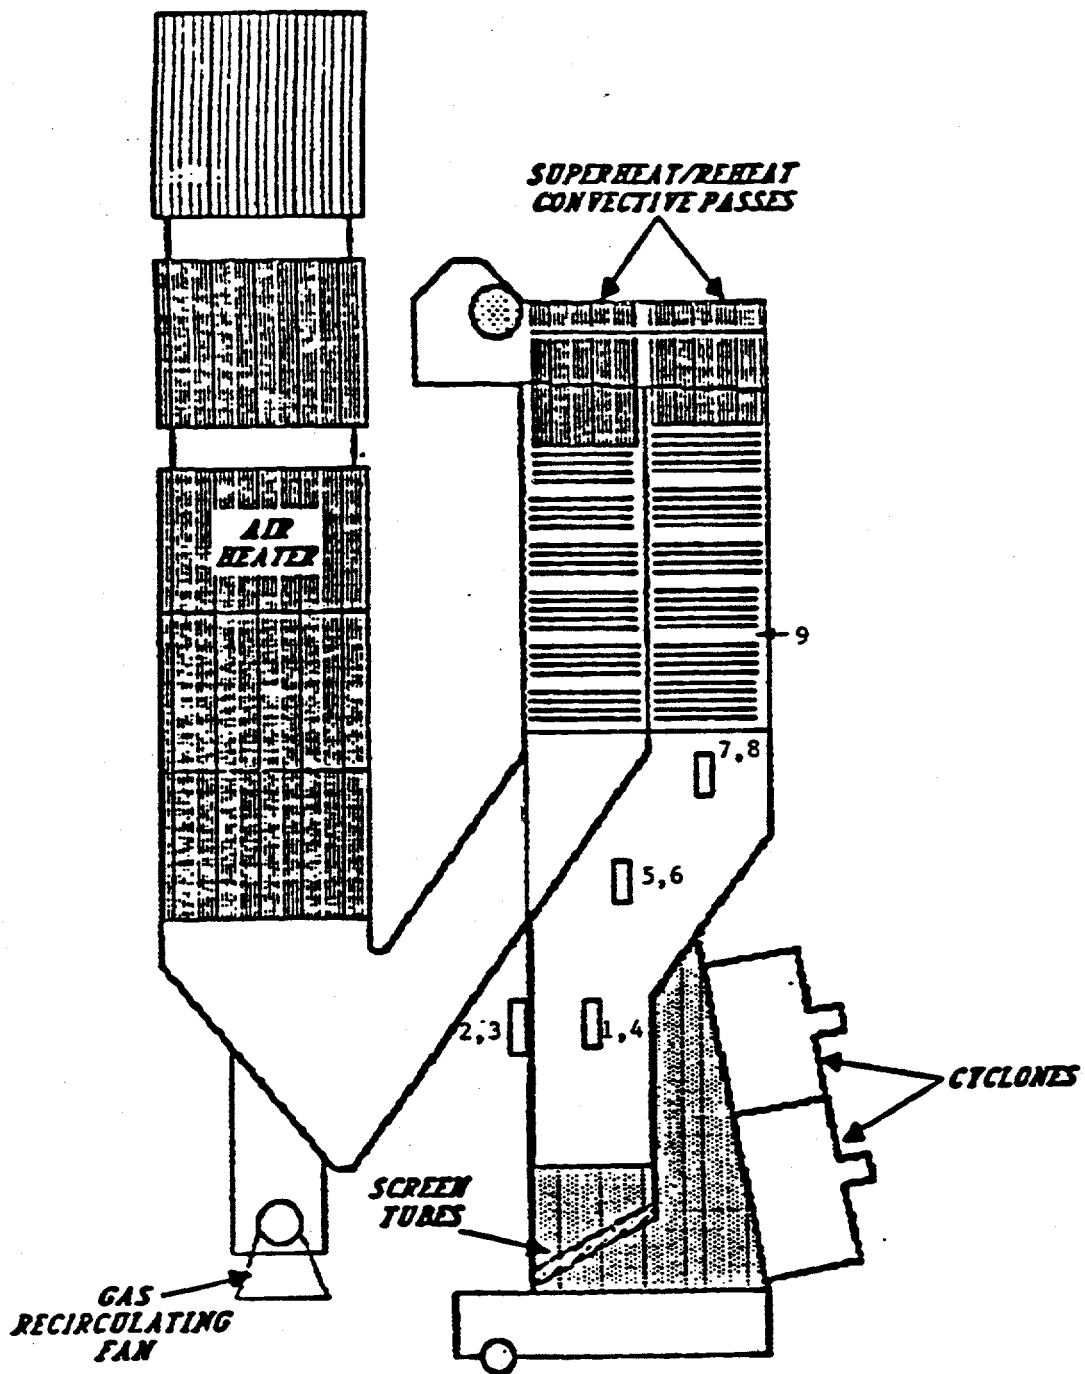 SUPERHEAT/REHEAT
CONVECTIVE PASSES
AIR
HEATER
9
7,8
5,6
2,3
1,4
CYCLONES
SCREEN
TUBES
GAS
RECIRCULATING
FAN